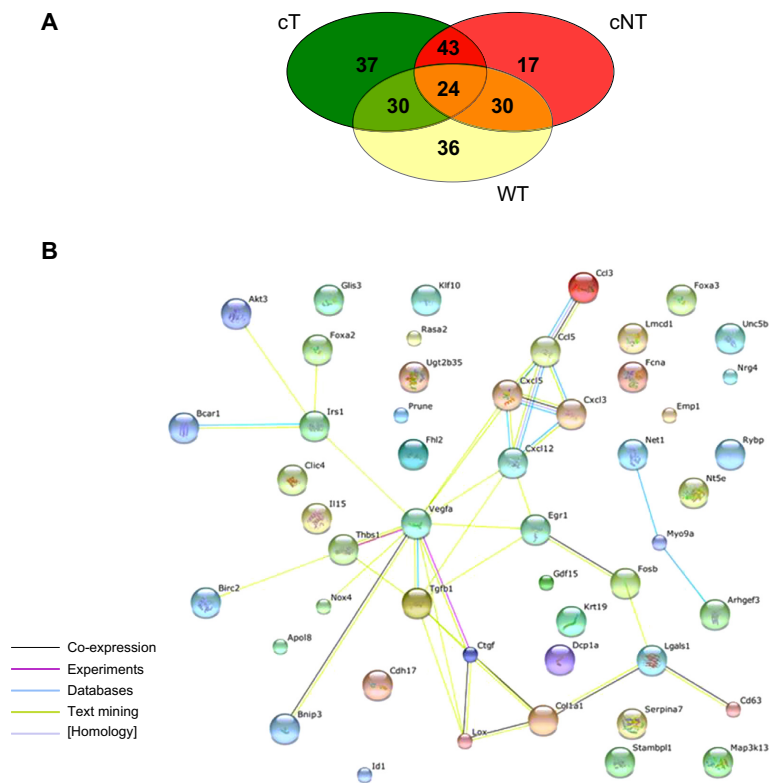 A
cT
cNT
43
37
17
24
30
30
36
WT
B
Ccl3
Akt3
Glis3
Klf10
Foxa3
Foxa2
Rasa2
Ccl5
Lmcd1
Unc5b
Ugt2b35
Fcna
Nrg4
Cxcl5
Cxcl3
Prune
Emp1
Bcar1
Irs1
Fhl2
Net1
Rybp
Cxcl12
Clic4
Nt5e
Il15
Vegfa
Egr1
Thbs1
Myo9a
Gdf15
Fosb
Tgfb1
Birc2
Nox4
Arhgef3
Krt19
Apol8
Ctgf
Dcp1a
Lgals1
Co-expression
Experiments
Databases
Text mining
[Homology]
Cdh17
Col1a1
Cd63
Bnip3
Lox
Serpina7
Id1
Stambpl1
Map3k13